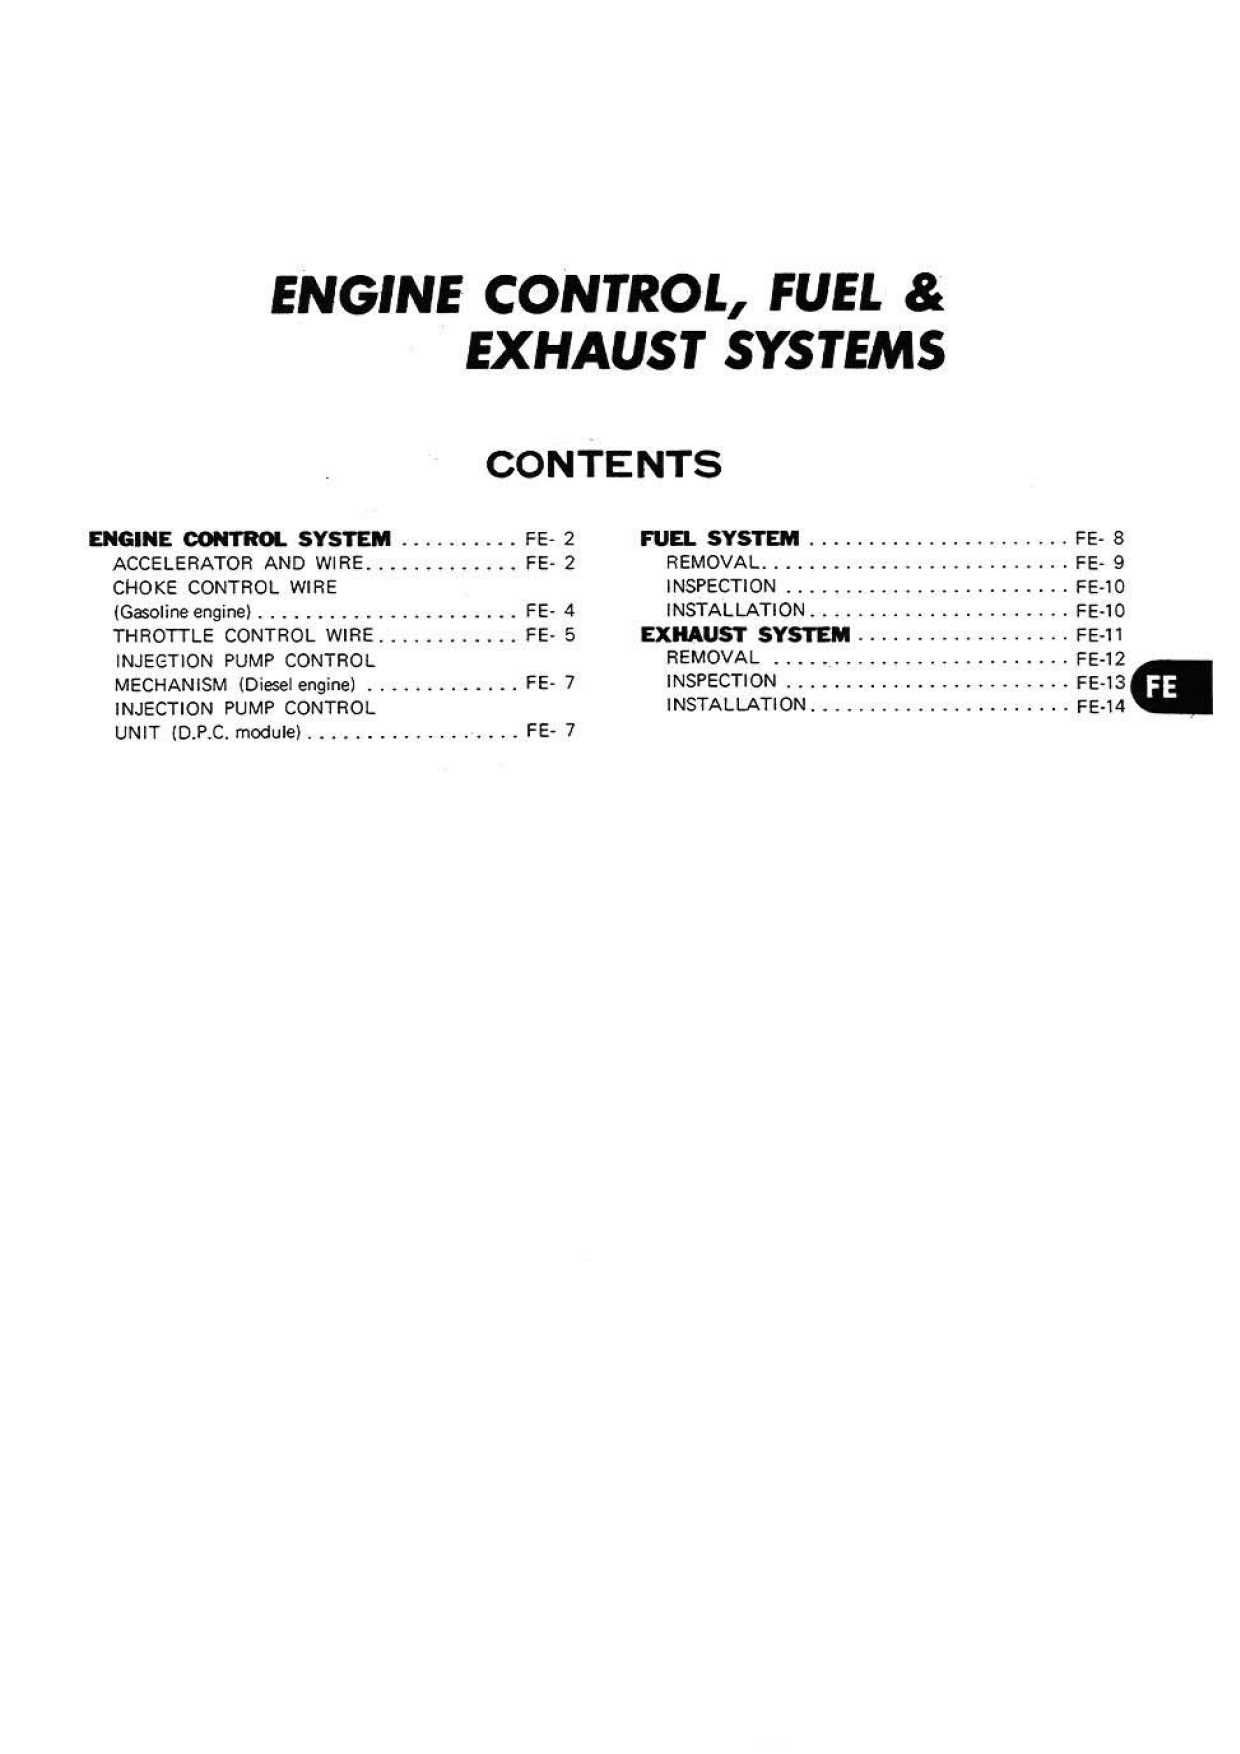 ENGINE CONTROL, FUEL &
EXHAUST SYSTEMS
CONTENTS
ENGINE CONTROL SYSTEM .......... FE- 2
ACCELERATOR AND WIRE............. FE- 2
CHOKE CONTROL WIRE
(Gasoline engine) ...................... FE- 4
THROTTLE CONTROL WIRE............ FE- 5
INJECTION PUMP CONTROL
MECHANISM (Diesel engine) ............. FE- 7
INJECTION PUMP CONTROL
UNIT (D.P.C. module).................. FE- 7
FUEL SYSTEM ...................... FE- 8
REMOVAL.......................... FE- 9
INSPECTION ........................ FE-10
INSTALLATION...................... FE-10
EXHAUST SYSTEM .................. FE-11
REMOVAL ......................... FE-12
INSPECTION ........................ FE-13
INSTALLATION...................... FE-14
FE